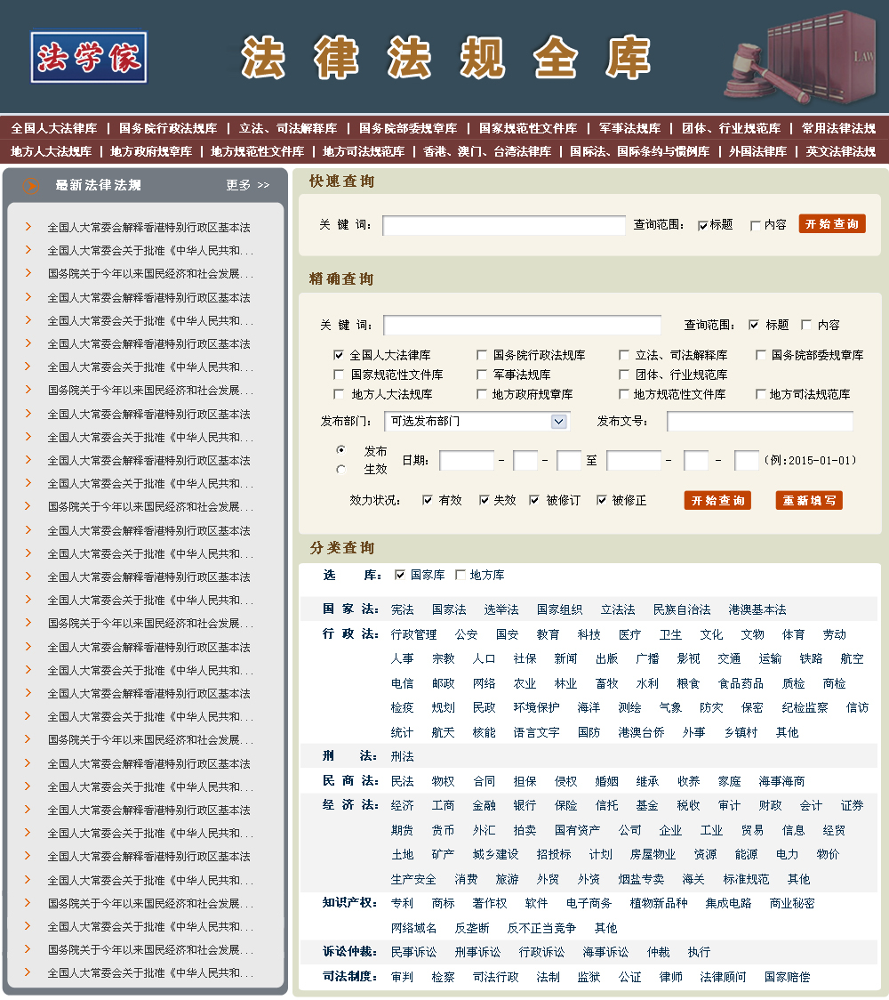 法学傢
法律法规全库
LAW
全国人大法律库 | 国务院行政法规库 | 立法、司法解释库 | 国务院部委规章库 | 国家规范性文件库 | 军事法规库 | 团体、行业规范库 | 常用法律法规
地方人大法规库 | 地方政府规章库 | 地方规范性文件库 | 地方司法规范库 | 香港、澳门、台湾法律库 | 国际法、国际条约与惯例库 | 外国法律库 | 英文法律法规
最新法律法规 更多 >>
全国人大常委会解释香港特别行政区基本法
全国人大常委会关于批准《中华人民共和...
国务院关于今年以来国民经济和社会发展...
全国人大常委会解释香港特别行政区基本法
全国人大常委会关于批准《中华人民共和...
全国人大常委会解释香港特别行政区基本法
全国人大常委会关于批准《中华人民共和...
国务院关于今年以来国民经济和社会发展...
全国人大常委会解释香港特别行政区基本法
全国人大常委会关于批准《中华人民共和...
全国人大常委会解释香港特别行政区基本法
全国人大常委会关于批准《中华人民共和...
国务院关于今年以来国民经济和社会发展...
全国人大常委会解释香港特别行政区基本法
全国人大常委会关于批准《中华人民共和...
全国人大常委会解释香港特别行政区基本法
全国人大常委会关于批准《中华人民共和...
国务院关于今年以来国民经济和社会发展...
全国人大常委会解释香港特别行政区基本法
全国人大常委会关于批准《中华人民共和...
全国人大常委会解释香港特别行政区基本法
全国人大常委会关于批准《中华人民共和...
国务院关于今年以来国民经济和社会发展...
全国人大常委会解释香港特别行政区基本法
全国人大常委会关于批准《中华人民共和...
全国人大常委会解释香港特别行政区基本法
全国人大常委会关于批准《中华人民共和...
全国人大常委会解释香港特别行政区基本法
全国人大常委会关于批准《中华人民共和...
国务院关于今年以来国民经济和社会发展...
全国人大常委会关于批准《中华人民共和...
国务院关于今年以来国民经济和社会发展...
全国人大常委会关于批准《中华人民共和...
快速查询
关 键 词： 查询范围： 标题 内容 开始查询
精确查询
关 键 词： 查询范围： 标题 内容
全国人大法律库 国务院行政法规库 立法、司法解释库 国务院部委规章库
国家规范性文件库 军事法规库 团体、行业规范库
地方人大法规库 地方政府规章库 地方规范性文件库 地方司法规范库
发布部门： 可选发布部门 发布文号：
发布
生效
日期： - - 至 - - （例:2015-01-01）
效力状况： 有效 失效 被修订 被修正 开始查询 重新填写
分类查询
选 库： 国家库 地方库
国 家 法： 宪法 国家法 选举法 国家组织 立法法 民族自治法 港澳基本法
行 政 法： 行政管理 公安 国安 教育 科技 医疗 卫生 文化 文物 体育 劳动
人事 宗教 人口 社保 新闻 出版 广播 影视 交通 运输 铁路 航空
电信 邮政 网络 农业 林业 畜牧 水利 粮食 食品药品 质检 商检
检疫 规划 民政 环境保护 海洋 测绘 气象 防灾 保密 纪检监察 信访
统计 航天 核能 语言文字 国防 港澳台侨 外事 乡镇村 其他
刑 法： 刑法
民 商 法： 民法 物权 合同 担保 侵权 婚姻 继承 收养 家庭 海事海商
经 济 法： 经济 工商 金融 银行 保险 信托 基金 税收 审计 财政 会计 证券
期货 货币 外汇 拍卖 国有资产 公司 企业 工业 贸易 信息 经贸
土地 矿产 城乡建设 招投标 计划 房屋物业 资源 能源 电力 物价
生产安全 消费 旅游 外贸 外资 烟盐专卖 海关 标准规范 其他
知识产权： 专利 商标 著作权 软件 电子商务 植物新品种 集成电路 商业秘密
网络域名 反垄断 反不正当竞争 其他
诉讼仲裁： 民事诉讼 刑事诉讼 行政诉讼 海事诉讼 仲裁 执行
司法制度： 审判 检察 司法行政 法制 监狱 公证 律师 法律顾问 国家赔偿